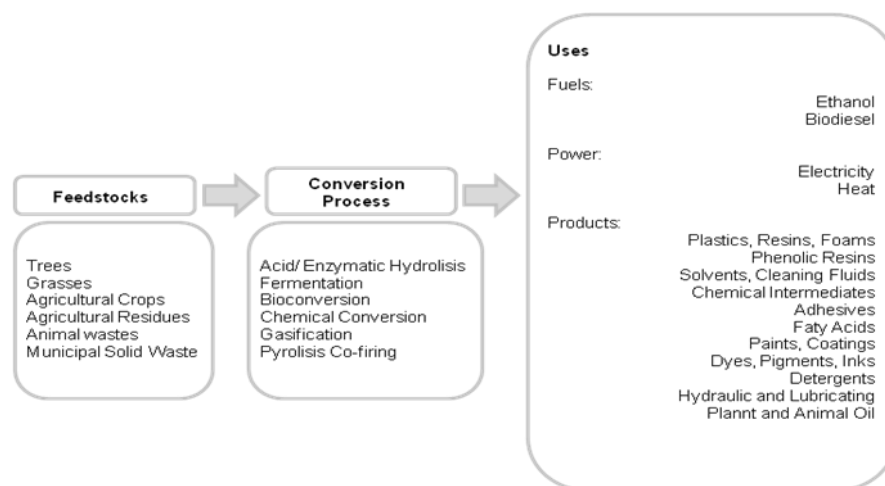 Feedstocks
Trees
Grasses
Agricultural Crops
Agricultural Residues
Animal wastes
Municipal Solid Waste
Conversion
Process
Acid/ Enzymatic Hydrolisis
Fermentation
Bioconversion
Chemical Conversion
Gasification
Pyrolisis Co-firing
Uses
Fuels:
Ethanol
Biodiesel
Power:
Electricity
Heat
Products:
Plastics, Resins, Foams
Phenolic Resins
Solvents, Cleaning Fluids
Chemical Intermediates
Adhesives
Faty Acids
Paints, Coatings
Dyes, Pigments, Inks
Detergents
Hydraulic and Lubricating
Plannt and Animal Oil